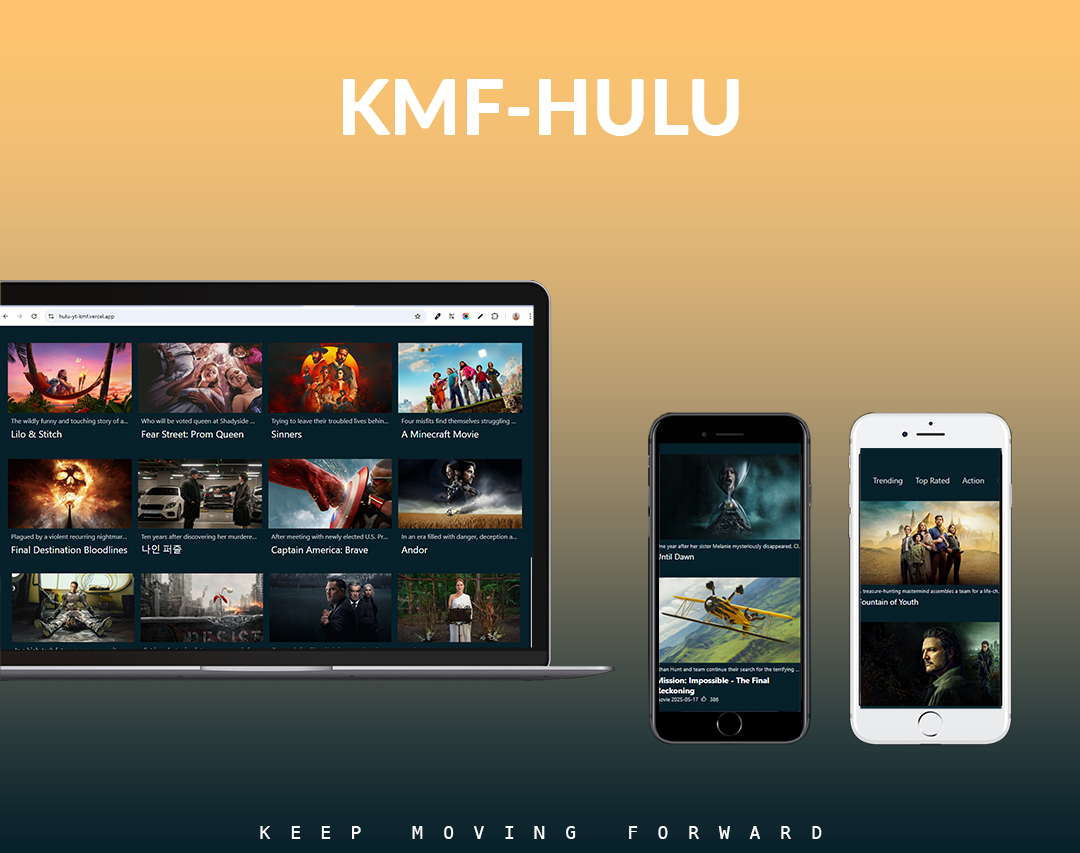 KMF-HULU
hulu-yt-kmf.vercel.app
The wildly funny and touching story of a...
Lilo & Stitch
Who will be voted queen at Shadyside ...
Fear Street: Prom Queen
Trying to leave their troubled lives behin...
Sinners
Four misfits find themselves struggling ...
A Minecraft Movie
Plagued by a violent recurring nightmar...
Final Destination Bloodlines
Ten years after discovering her murdere...
나인 퍼즐
After meeting with newly elected U.S. Pr...
Captain America: Brave
In an era filled with danger, deception a...
Andor
DESIST
year after her sister Melanie mysteriously disappeared, Cl.
Until Dawn
than Hunt and team continue their search for the terrifying ...
Mission: Impossible - The Final
Reckoning
ovie 2025-05-17 386
Trending Top Rated Action
treasure-hunting mastermind assembles a team for a life-ch..
Fountain of Youth
KEEP MOVING FORWARD